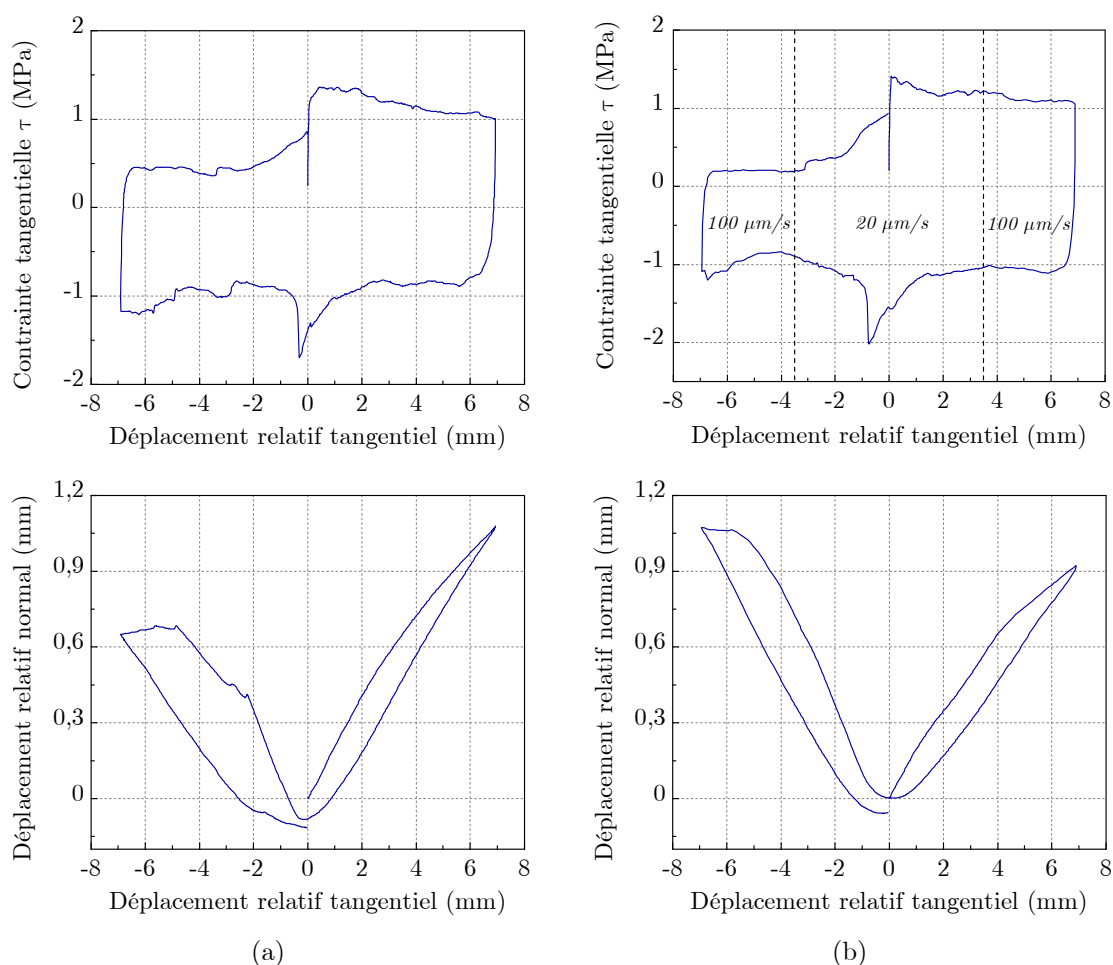 2
1
0
-1
-2
-8 -6 -4 -2 0 2 4 6 8
Contrainte tangentielle τ (MPa)
Déplacement relatif tangentiel (mm)
2
1
0
-1
-2
-8 -6 -4 -2 0 2 4 6 8
Contrainte tangentielle τ (MPa)
100 µm/s 20 µm/s 100 µm/s
Déplacement relatif tangentiel (mm)
1,2
0,9
0,6
0,3
0
-8 -6 -4 -2 0 2 4 6 8
Déplacement relatif normal (mm)
Déplacement relatif tangentiel (mm)
(a)
1,2
0,9
0,6
0,3
0
-8 -6 -4 -2 0 2 4 6 8
Déplacement relatif normal (mm)
Déplacement relatif tangentiel (mm)
(b)